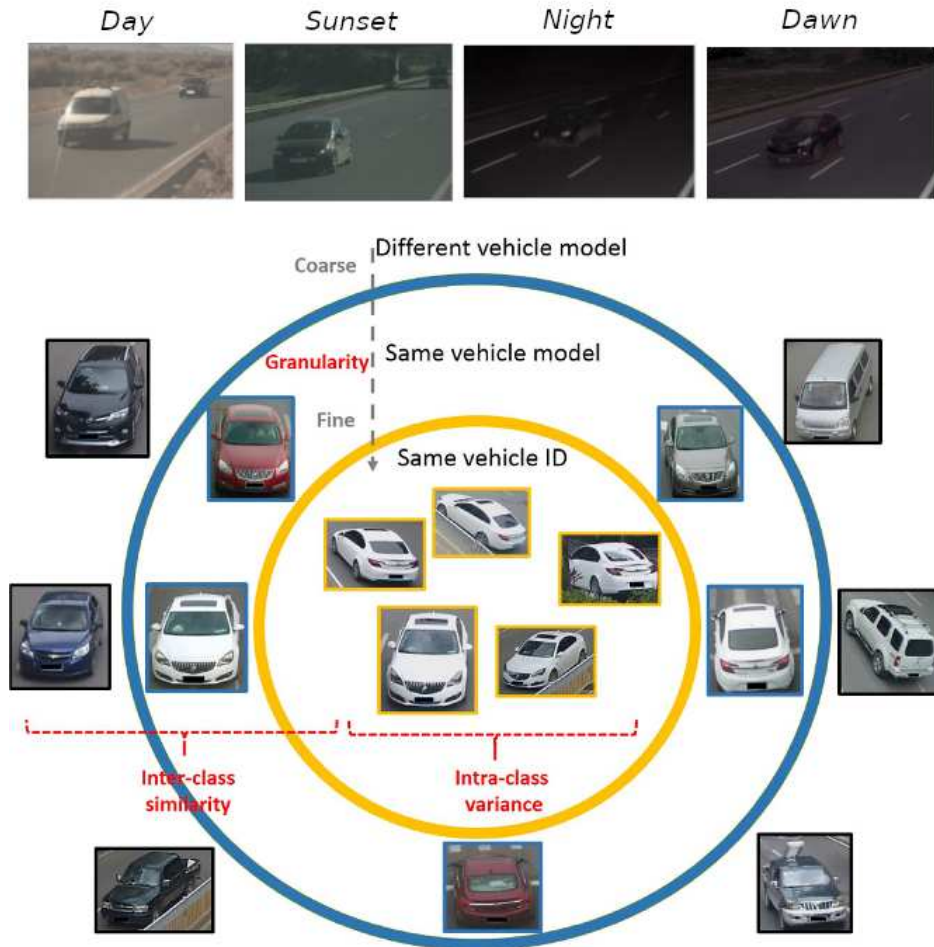 Day Sunset Night Dawn
Different vehicle model
Coarse
Same vehicle model
Granularity
Fine
Same vehicle ID
Inter-class
similarity
Intra-class
variance